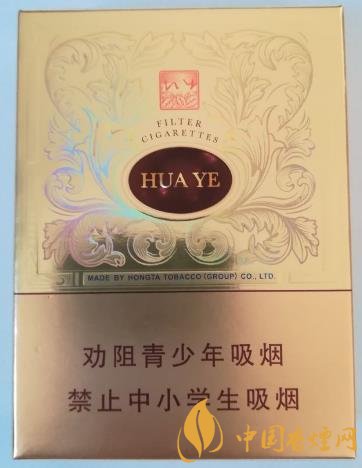 FILTER
CIGARETTES
HUA YE
MADE BY HONGTA TOBACCO (GROUP) CO., LTD.
劝阻青少年吸烟
禁止中小学生吸烟
中国香烟网